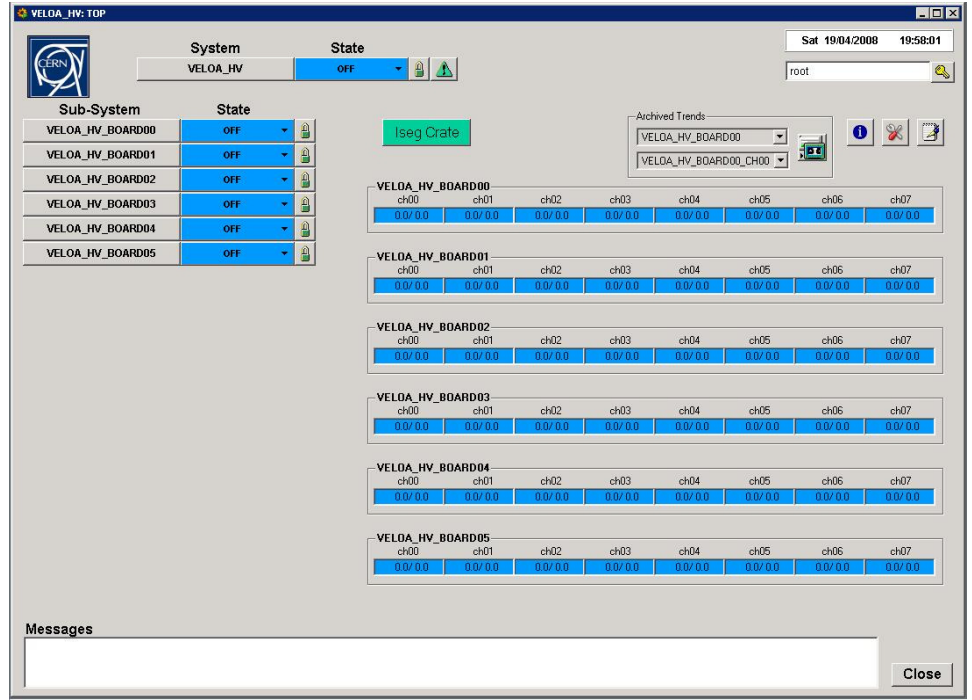 VELOA_HV: TOP
CERN
System State
VELOA_HV OFF
Sat 19/04/2008 19:58:01
root
Sub-System State
VELOA_HV_BOARD00 OFF
VELOA_HV_BOARD01 OFF
VELOA_HV_BOARD02 OFF
VELOA_HV_BOARD03 OFF
VELOA_HV_BOARD04 OFF
VELOA_HV_BOARD05 OFF
Iseg Crate
Archived Trends
VELOA_HV_BOARD00
VELOA_HV_BOARD00_CH00
VELOA_HV_BOARD00
ch00 ch01 ch02 ch03 ch04 ch05 ch06 ch07
0.0/ 0.0 0.0/ 0.0 0.0/ 0.0 0.0/ 0.0 0.0/ 0.0 0.0/ 0.0 0.0/ 0.0 0.0/ 0.0
VELOA_HV_BOARD01
ch00 ch01 ch02 ch03 ch04 ch05 ch06 ch07
0.0/ 0.0 0.0/ 0.0 0.0/ 0.0 0.0/ 0.0 0.0/ 0.0 0.0/ 0.0 0.0/ 0.0 0.0/ 0.0
VELOA_HV_BOARD02
ch00 ch01 ch02 ch03 ch04 ch05 ch06 ch07
0.0/ 0.0 0.0/ 0.0 0.0/ 0.0 0.0/ 0.0 0.0/ 0.0 0.0/ 0.0 0.0/ 0.0 0.0/ 0.0
VELOA_HV_BOARD03
ch00 ch01 ch02 ch03 ch04 ch05 ch06 ch07
0.0/ 0.0 0.0/ 0.0 0.0/ 0.0 0.0/ 0.0 0.0/ 0.0 0.0/ 0.0 0.0/ 0.0 0.0/ 0.0
VELOA_HV_BOARD04
ch00 ch01 ch02 ch03 ch04 ch05 ch06 ch07
0.0/ 0.0 0.0/ 0.0 0.0/ 0.0 0.0/ 0.0 0.0/ 0.0 0.0/ 0.0 0.0/ 0.0 0.0/ 0.0
VELOA_HV_BOARD05
ch00 ch01 ch02 ch03 ch04 ch05 ch06 ch07
0.0/ 0.0 0.0/ 0.0 0.0/ 0.0 0.0/ 0.0 0.0/ 0.0 0.0/ 0.0 0.0/ 0.0 0.0/ 0.0
Messages
Close